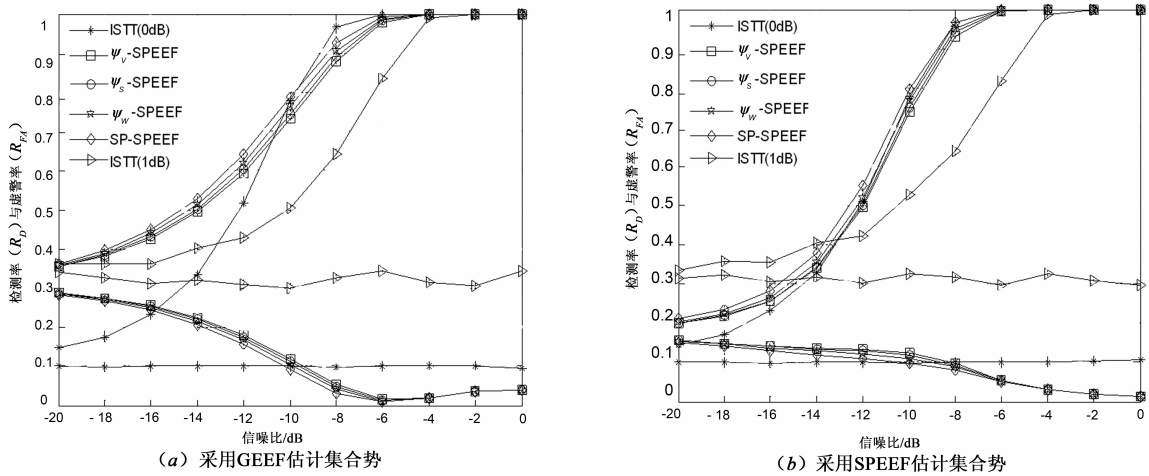 检测率（R_D）与虚警率（R_FA）
1
0.9
0.8
0.7
0.6
0.5
0.4
0.3
0.2
0.1
0
ISTT(0dB)
ψ_V-SPEEF
ψ_S-SPEEF
ψ_W-SPEEF
SP-SPEEF
ISTT(1dB)
-20 -18 -16 -14 -12 -10 -8 -6 -4 -2 0
信噪比/dB
(a) 采用GEEF估计集合势
检测率（R_D）与虚警率（R_FA）
1
0.9
0.8
0.7
0.6
0.5
0.4
0.3
0.2
0.1
0
ISTT(0dB)
ψ_V-SPEEF
ψ_S-SPEEF
ψ_W-SPEEF
SP-SPEEF
ISTT(1dB)
-20 -18 -16 -14 -12 -10 -8 -6 -4 -2 0
信噪比/dB
(b) 采用SPEEF估计集合势